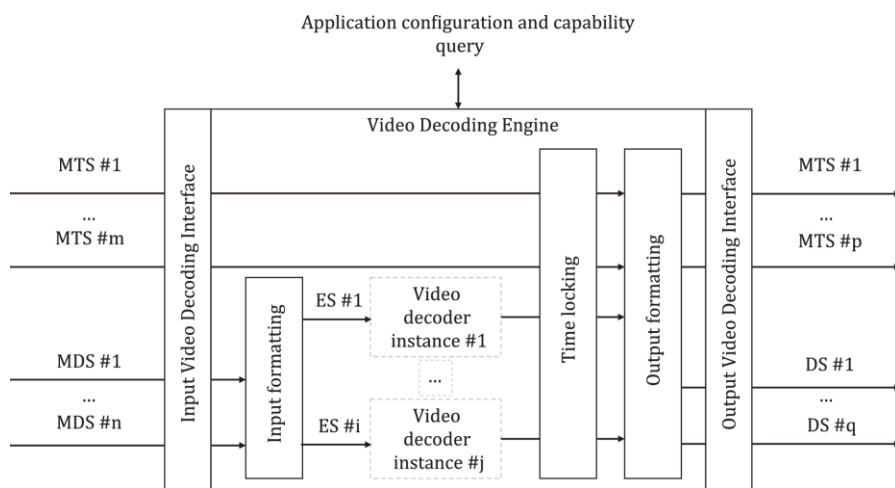 Application configuration and capability
query
Video Decoding Engine
MTS #1
...
MTS #m
MDS #1
...
MDS #n
Input Video Decoding Interface
Input formatting
ES #1
Video
decoder
instance #1
...
ES #i
Video
decoder
instance #j
Time locking
Output formatting
Output Video Decoding Interface
MTS #1
...
MTS #p
DS #1
...
DS #q